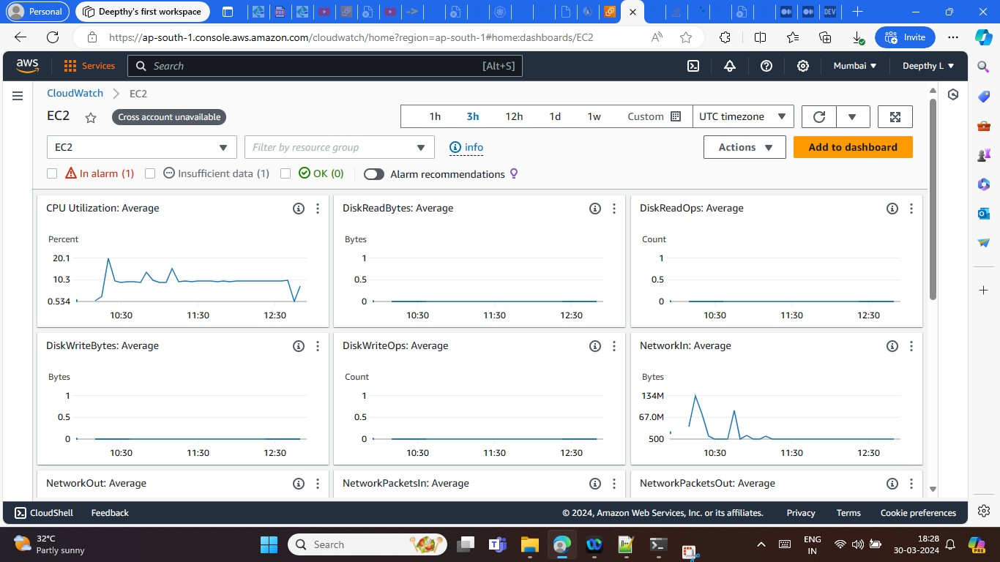 Personal
Deepthy's first workspace
DEV
https://ap-south-1.console.aws.amazon.com/cloudwatch/home?region=ap-south-1#home:dashboards/EC2
Invite
aws
Services
Search
[Alt+S]
Mumbai
Deepthy L
CloudWatch
EC2
EC2
Cross account unavailable
1h 3h 12h 1d 1w Custom
UTC timezone
EC2
Filter by resource group
info
Actions
Add to dashboard
In alarm (1)
Insufficient data (1)
OK (0)
Alarm recommendations
CPU Utilization: Average
Percent
20.1
10.3
0.534
10:30 11:30 12:30
DiskReadBytes: Average
Bytes
1
0.5
0
10:30 11:30 12:30
DiskReadOps: Average
Count
1
0.5
0
10:30 11:30 12:30
DiskWriteBytes: Average
Bytes
1
0.5
0
10:30 11:30 12:30
DiskWriteOps: Average
Count
1
0.5
0
10:30 11:30 12:30
NetworkIn: Average
Bytes
134M
67.0M
500
10:30 11:30 12:30
NetworkOut: Average
NetworkPacketsIn: Average
NetworkPacketsOut: Average
CloudShell
Feedback
© 2024, Amazon Web Services, Inc. or its affiliates.
Privacy
Terms
Cookie preferences
32°C
Partly sunny
Search
ENG
IN
18:28
30-03-2024
PRE